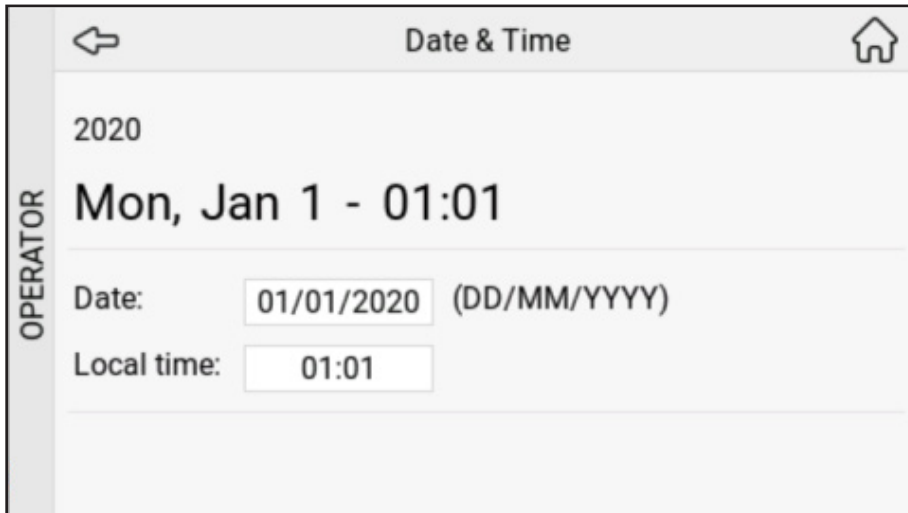 Date & Time
OPERATOR
2020
Mon, Jan 1 - 01:01
Date: 01/01/2020 (DD/MM/YYYY)
Local time: 01:01